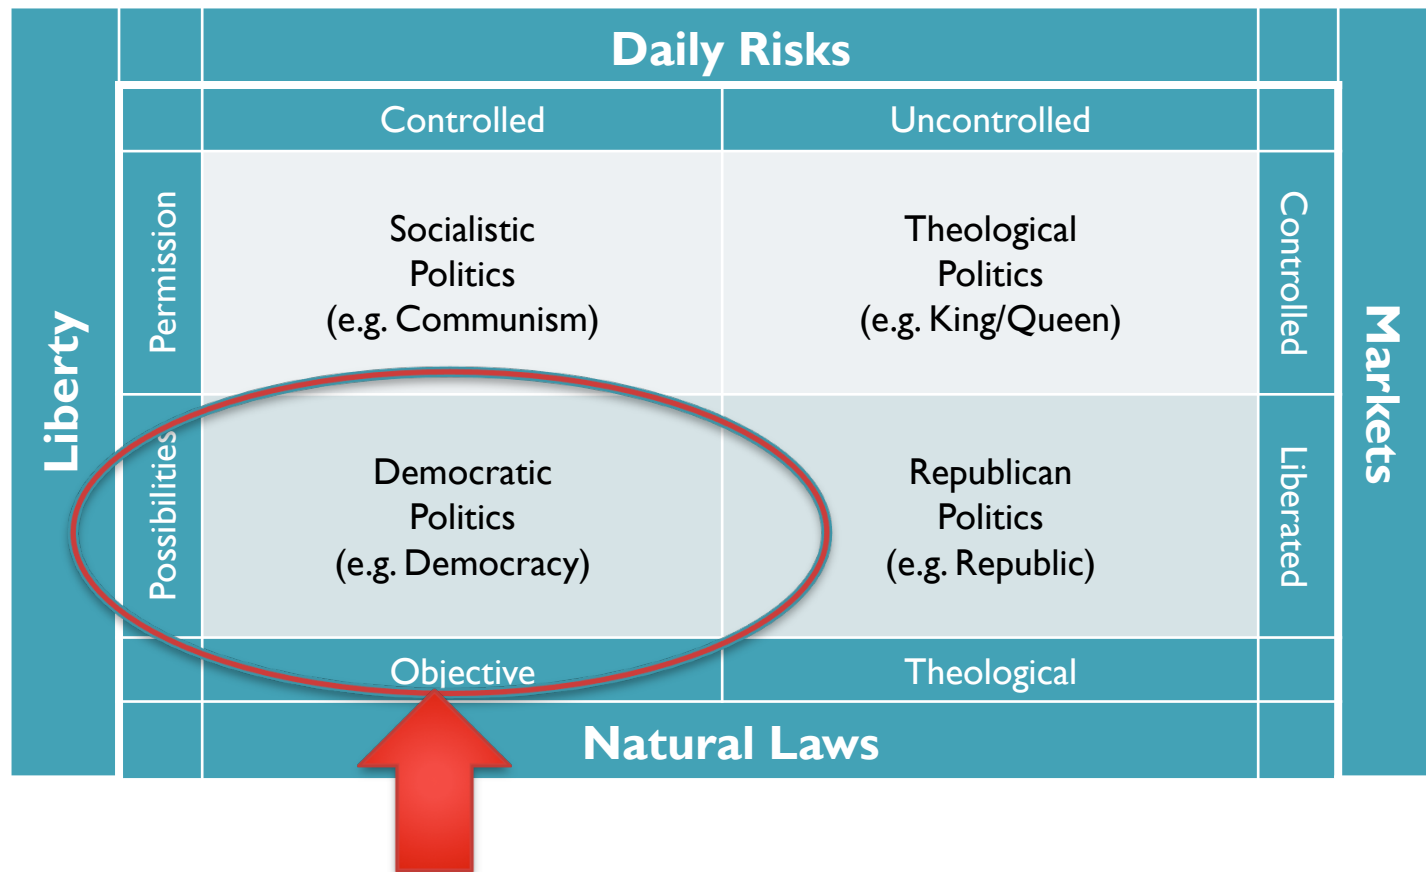 Daily Risks
Controlled
Uncontrolled
Liberty
Permission
Socialistic
Politics
(e.g. Communism)
Theological
Politics
(e.g. King/Queen)
Controlled
Markets
Possibilities
Democratic
Politics
(e.g. Democracy)
Republican
Politics
(e.g. Republic)
Liberated
Objective
Theological
Natural Laws